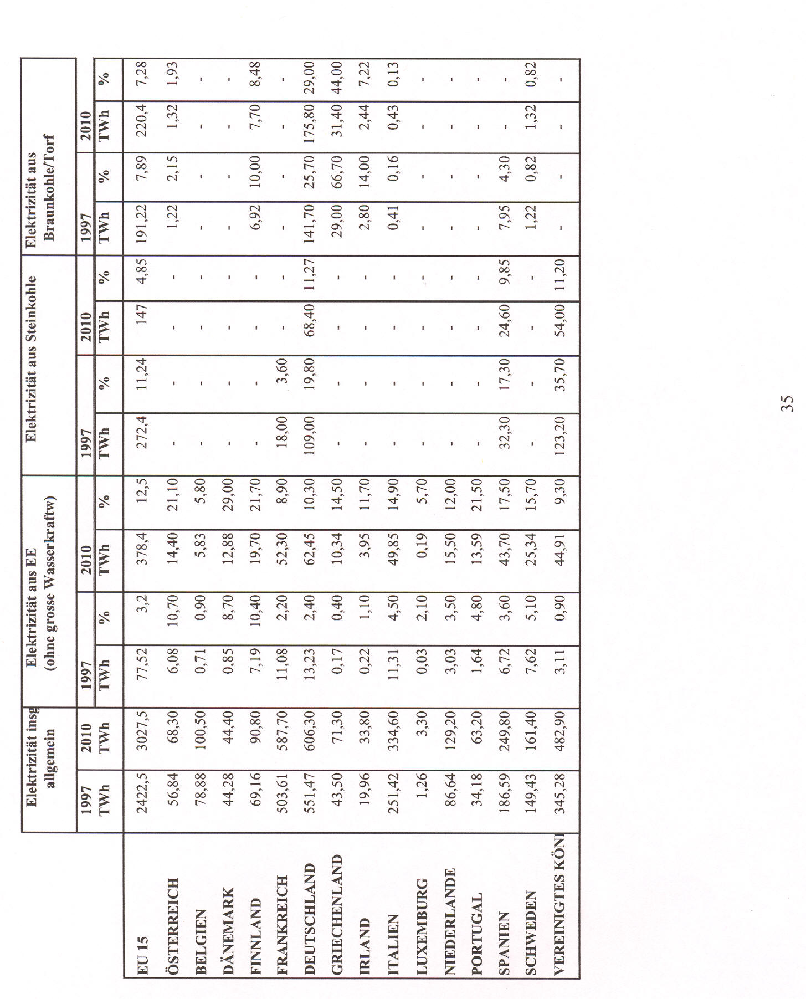 Elektrizität insg allgemein Elektrizität aus EE Elektrizität aus Steinkohle Elektrizität aus
(ohne grosse Wasserkraftw) Braunkohle/Torf
1997 2010 1997 2010 1997 2010 1997 2010
TWh TWh TWh % TWh % TWh % TWh % TWh % TWh %
EU 15 2422,5 3027,5 77,52 3,2 378,4 12,5 272,4 11,24 147 4,85 191,22 7,89 220,4 7,28
ÖSTERREICH 56,84 68,30 6,08 10,70 14,40 21,10 - - - - 1,22 2,15 1,32 1,93
BELGIEN 78,88 100,50 0,71 0,90 5,83 5,80 - - - - - - - -
DÄNEMARK 44,28 44,40 0,85 8,70 12,88 29,00 - - - - - - - -
FINNLAND 69,16 90,80 7,19 10,40 19,70 21,70 - - - - 6,92 10,00 7,70 8,48
FRANKREICH 503,61 587,70 11,08 2,20 52,30 8,90 18,00 3,60 - - - - - -
DEUTSCHLAND 551,47 606,30 13,23 2,40 62,45 10,30 109,00 19,80 68,40 11,27 141,70 25,70 175,80 29,00
GRIECHENLAND 43,50 71,30 0,17 0,40 10,34 14,50 - - - - 29,00 66,70 31,40 44,00
IRLAND 19,96 33,80 0,22 1,10 3,95 11,70 - - - - 2,80 14,00 2,44 7,22
ITALIEN 251,42 334,60 11,31 4,50 49,85 14,90 - - - - 0,41 0,16 0,43 0,13
LUXEMBURG 1,26 3,30 0,03 2,10 0,19 5,70 - - - - - - - -
NIEDERLANDE 86,64 129,20 3,03 3,50 15,50 12,00 - - - - - - - -
PORTUGAL 34,18 63,20 1,64 4,80 13,59 21,50 - - - - - - - -
SPANIEN 186,59 249,80 6,72 3,60 43,70 17,50 32,30 17,30 24,60 9,85 7,95 4,30 - -
SCHWEDEN 149,43 161,40 7,62 5,10 25,34 15,70 - - - - 1,22 0,82 1,32 0,82
VEREINIGTES KÖNI 345,28 482,90 3,11 0,90 44,91 9,30 123,20 35,70 54,00 11,20 - - - -
35